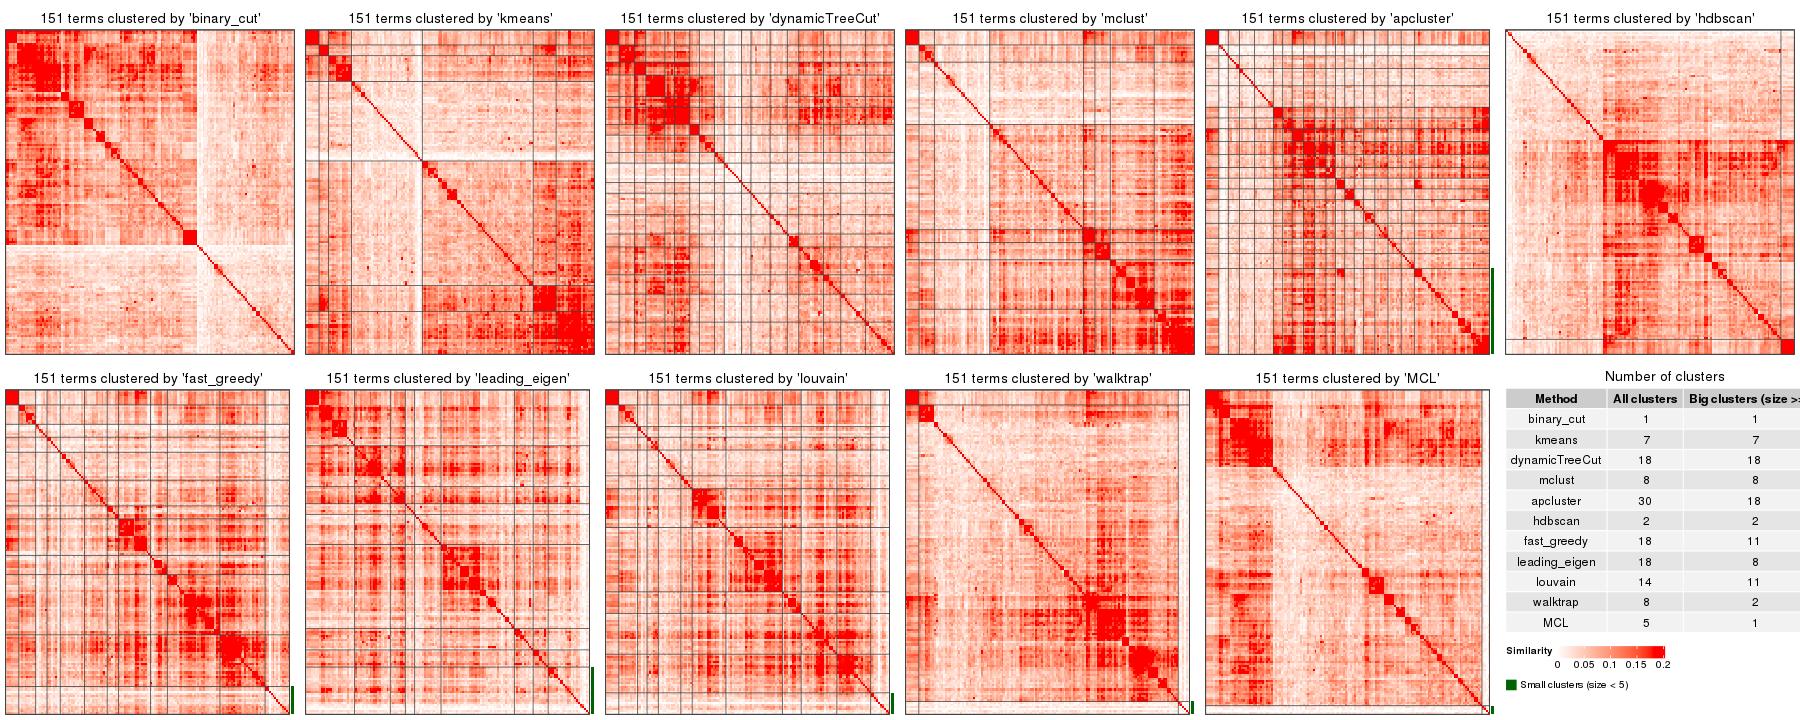 151 terms clustered by 'binary_cut'
151 terms clustered by 'kmeans'
151 terms clustered by 'dynamicTreeCut'
151 terms clustered by 'mclust'
151 terms clustered by 'apcluster'
151 terms clustered by 'hdbscan'
151 terms clustered by 'fast_greedy'
151 terms clustered by 'leading_eigen'
151 terms clustered by 'louvain'
151 terms clustered by 'walktrap'
151 terms clustered by 'MCL'
Number of clusters
Method All clusters Big clusters (size >=
binary_cut 1 1
kmeans 7 7
dynamicTreeCut 18 18
mclust 8 8
apcluster 30 18
hdbscan 2 2
fast_greedy 18 11
leading_eigen 18 8
louvain 14 11
walktrap 8 2
MCL 5 1
Similarity
0 0.05 0.1 0.15 0.2
Small clusters (size < 5)